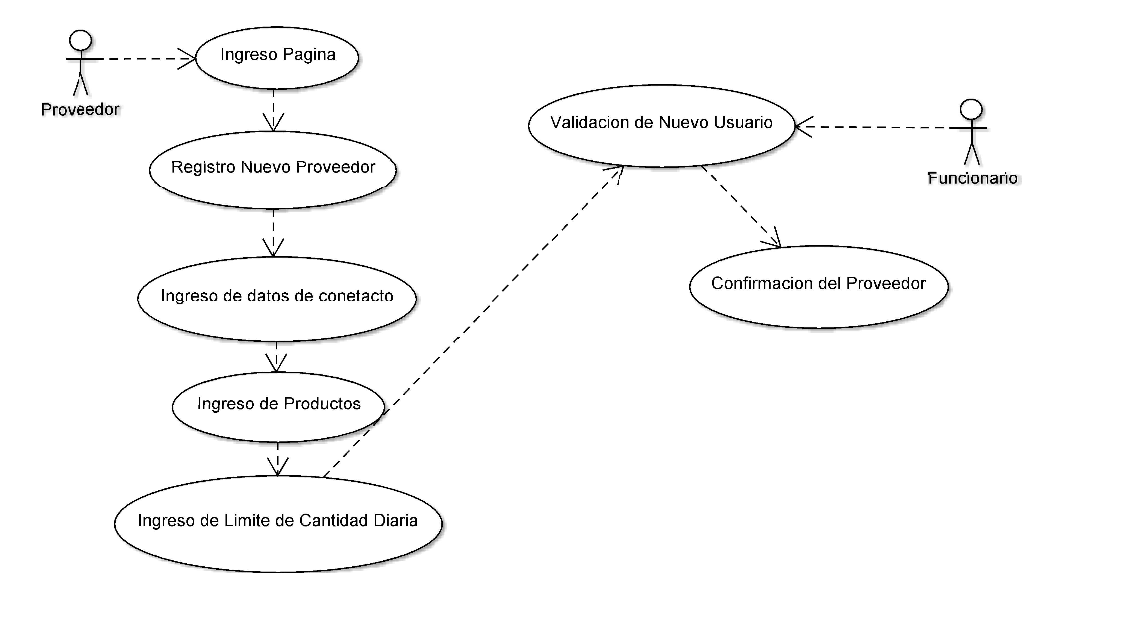 Ingreso Pagina
Proveedor
Registro Nuevo Proveedor
Ingreso de datos de conetacto
Ingreso de Productos
Ingreso de Limite de Cantidad Diaria
Validacion de Nuevo Usuario
Funcionario
Confirmacion del Proveedor